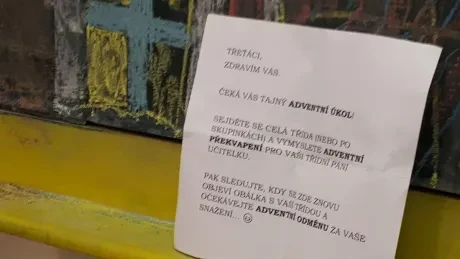 TŘEŤÁCI,
ZDRAVÍM VÁS.
ČEKÁ VÁS TAJNÝ ADVENTNÍ ÚKOL!
SEJDĚTE SE CELÁ TŘÍDA (NEBO PO
SKUPINKÁCH) A VYMYSLETE ADVENTNÍ
PŘEKVAPENÍ PRO VAŠI TŘÍDNÍ PANÍ
UČITELKU.
PAK SLEDUJTE, KDY SE ZDE ZNOVU
OBJEVÍ OBÁLKA S VAŠÍ TŘÍDOU A
OČEKÁVEJTE ADVENTNÍ ODMĚNU ZA VAŠE
SNAŽENÍ... ☺